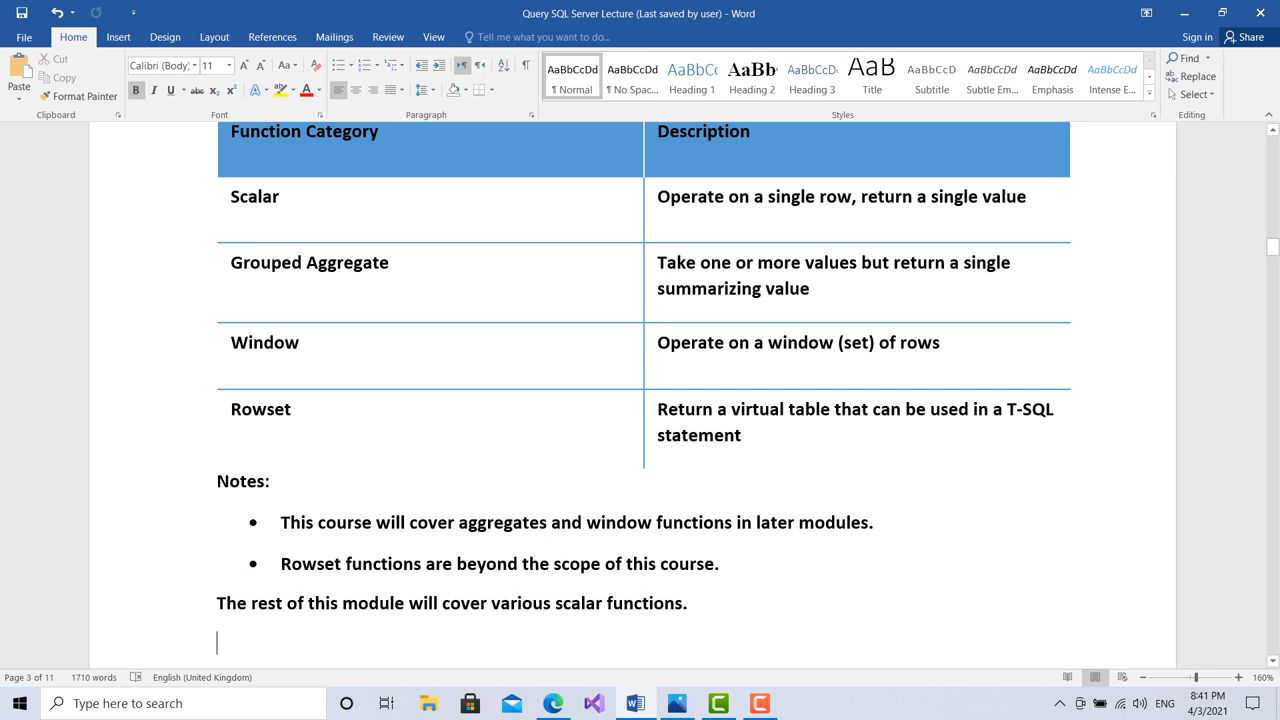 Query SQL Server Lecture (Last saved by user) - Word
File Home Insert Design Layout References Mailings Review View Tell me what you want to do... Sign in Share
Paste Cut Copy Format Painter
Calibri (Body) 11 Aa
B I U abc x₂ x² A ab A
AaBbCcDd AaBbCcDd AaBbCc AaBb AaBbCcD AaB AaBbCcD AaBbCcDd AaBbCcDd AaBbCcDd
¶ Normal ¶ No Spac... Heading 1 Heading 2 Heading 3 Title Subtitle Subtle Em... Emphasis Intense E...
Find
Replace
Select
Clipboard Font Paragraph Styles Editing
Function Category Description
Scalar Operate on a single row, return a single value
Grouped Aggregate Take one or more values but return a single
summarizing value
Window Operate on a window (set) of rows
Rowset Return a virtual table that can be used in a T-SQL
statement
Notes:
• This course will cover aggregates and window functions in later modules.
• Rowset functions are beyond the scope of this course.
The rest of this module will cover various scalar functions.
Page 3 of 11 1710 words English (United Kingdom) 160%
Type here to search ENG 8:41 PM
4/3/2021